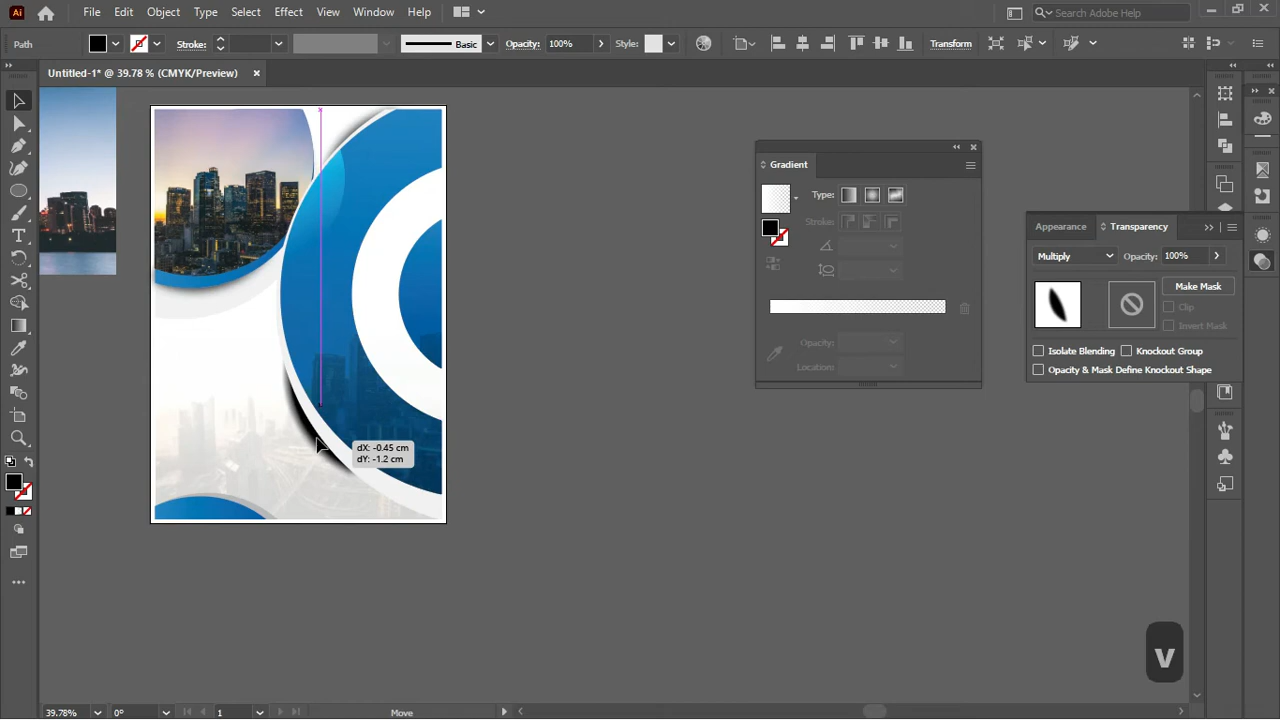 Ai
File Edit Object Type Select Effect View Window Help
Search Adobe Help
Path
Stroke:
Basic
Opacity: 100%
Style:
Transform
Untitled-1* @ 39.78 % (CMYK/Preview)
Gradient
Type:
Stroke:
Opacity:
Location:
Appearance
Transparency
Multiply
Opacity: 100%
Make Mask
Clip
Invert Mask
Isolate Blending
Knockout Group
Opacity & Mask Define Knockout Shape
dX: -0.45 cm
dY: -1.2 cm
T
v
39.78%
0°
1
Move